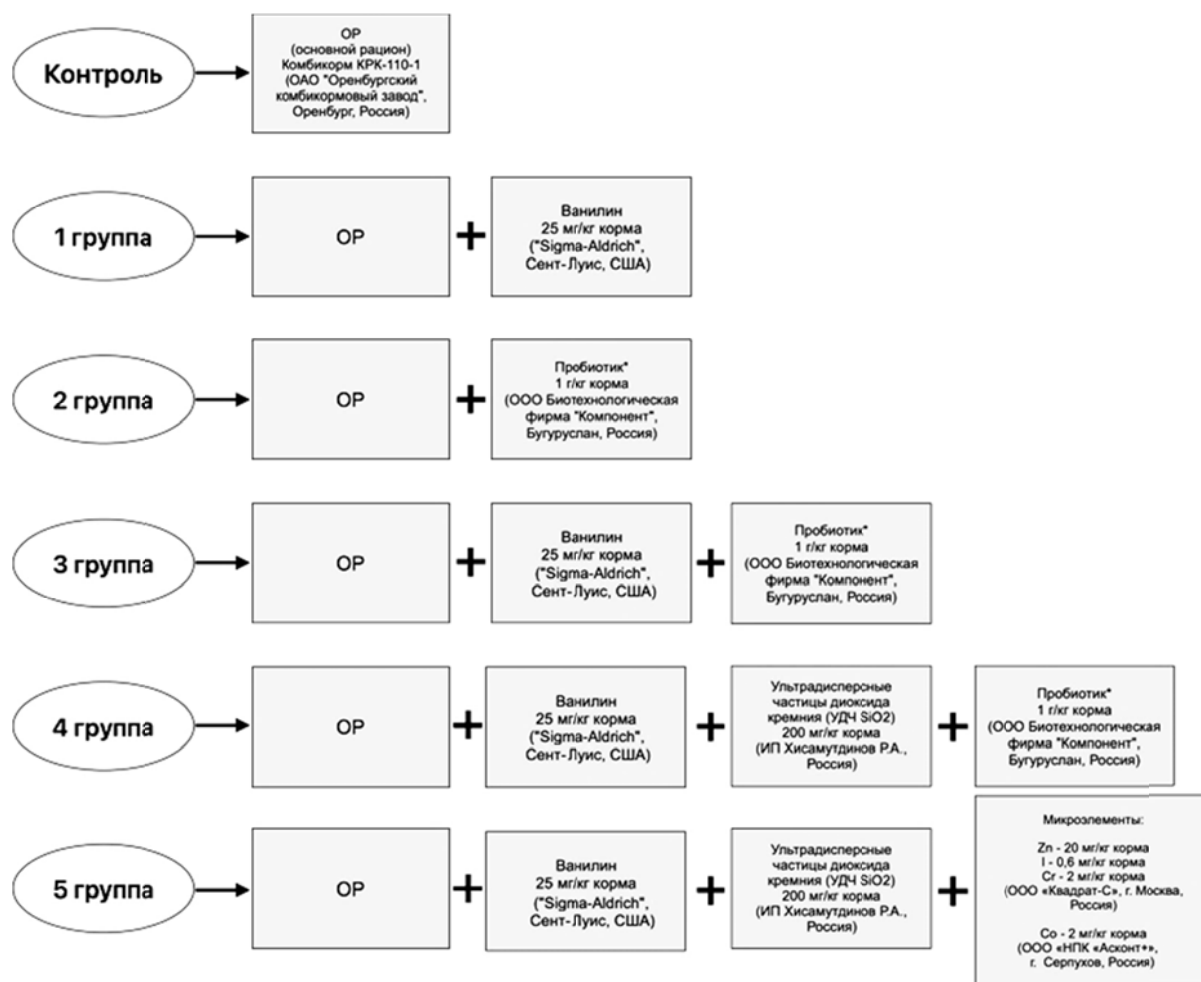 Контроль
ОР
(основной рацион)
Комбикорм КРК-110-1
(ОАО "Оренбургский
комбикормовый завод",
Оренбург, Россия)
1 группа
ОР
+
Ванилин
25 мг/кг корма
("Sigma-Aldrich",
Сент-Луис, США)
2 группа
ОР
+
Пробиотик*
1 г/кг корма
(ООО Биотехнологическая
фирма "Компонент",
Бугуруслан, Россия)
3 группа
ОР
+
Ванилин
25 мг/кг корма
("Sigma-Aldrich",
Сент-Луис, США)
+
Пробиотик*
1 г/кг корма
(ООО Биотехнологическая
фирма "Компонент",
Бугуруслан, Россия)
4 группа
ОР
+
Ванилин
25 мг/кг корма
("Sigma-Aldrich",
Сент-Луис, США)
+
Ультрадисперсные
частицы диоксида
кремния (УДЧ SiO2)
200 мг/кг корма
(ИП Хисамутдинов Р.А.,
Россия)
+
Пробиотик*
1 г/кг корма
(ООО Биотехнологическая
фирма "Компонент",
Бугуруслан, Россия)
5 группа
ОР
+
Ванилин
25 мг/кг корма
("Sigma-Aldrich",
Сент-Луис, США)
+
Ультрадисперсные
частицы диоксида
кремния (УДЧ SiO2)
200 мг/кг корма
(ИП Хисамутдинов Р.А.,
Россия)
+
Микроэлементы:
Zn - 20 мг/кг корма
I - 0,6 мг/кг корма
Cr - 2 мг/кг корма
(ООО «Квадрат-С», г. Москва,
Россия)
Co - 2 мг/кг корма
(ООО «НПК «Асконт+»,
г. Серпухов, Россия)